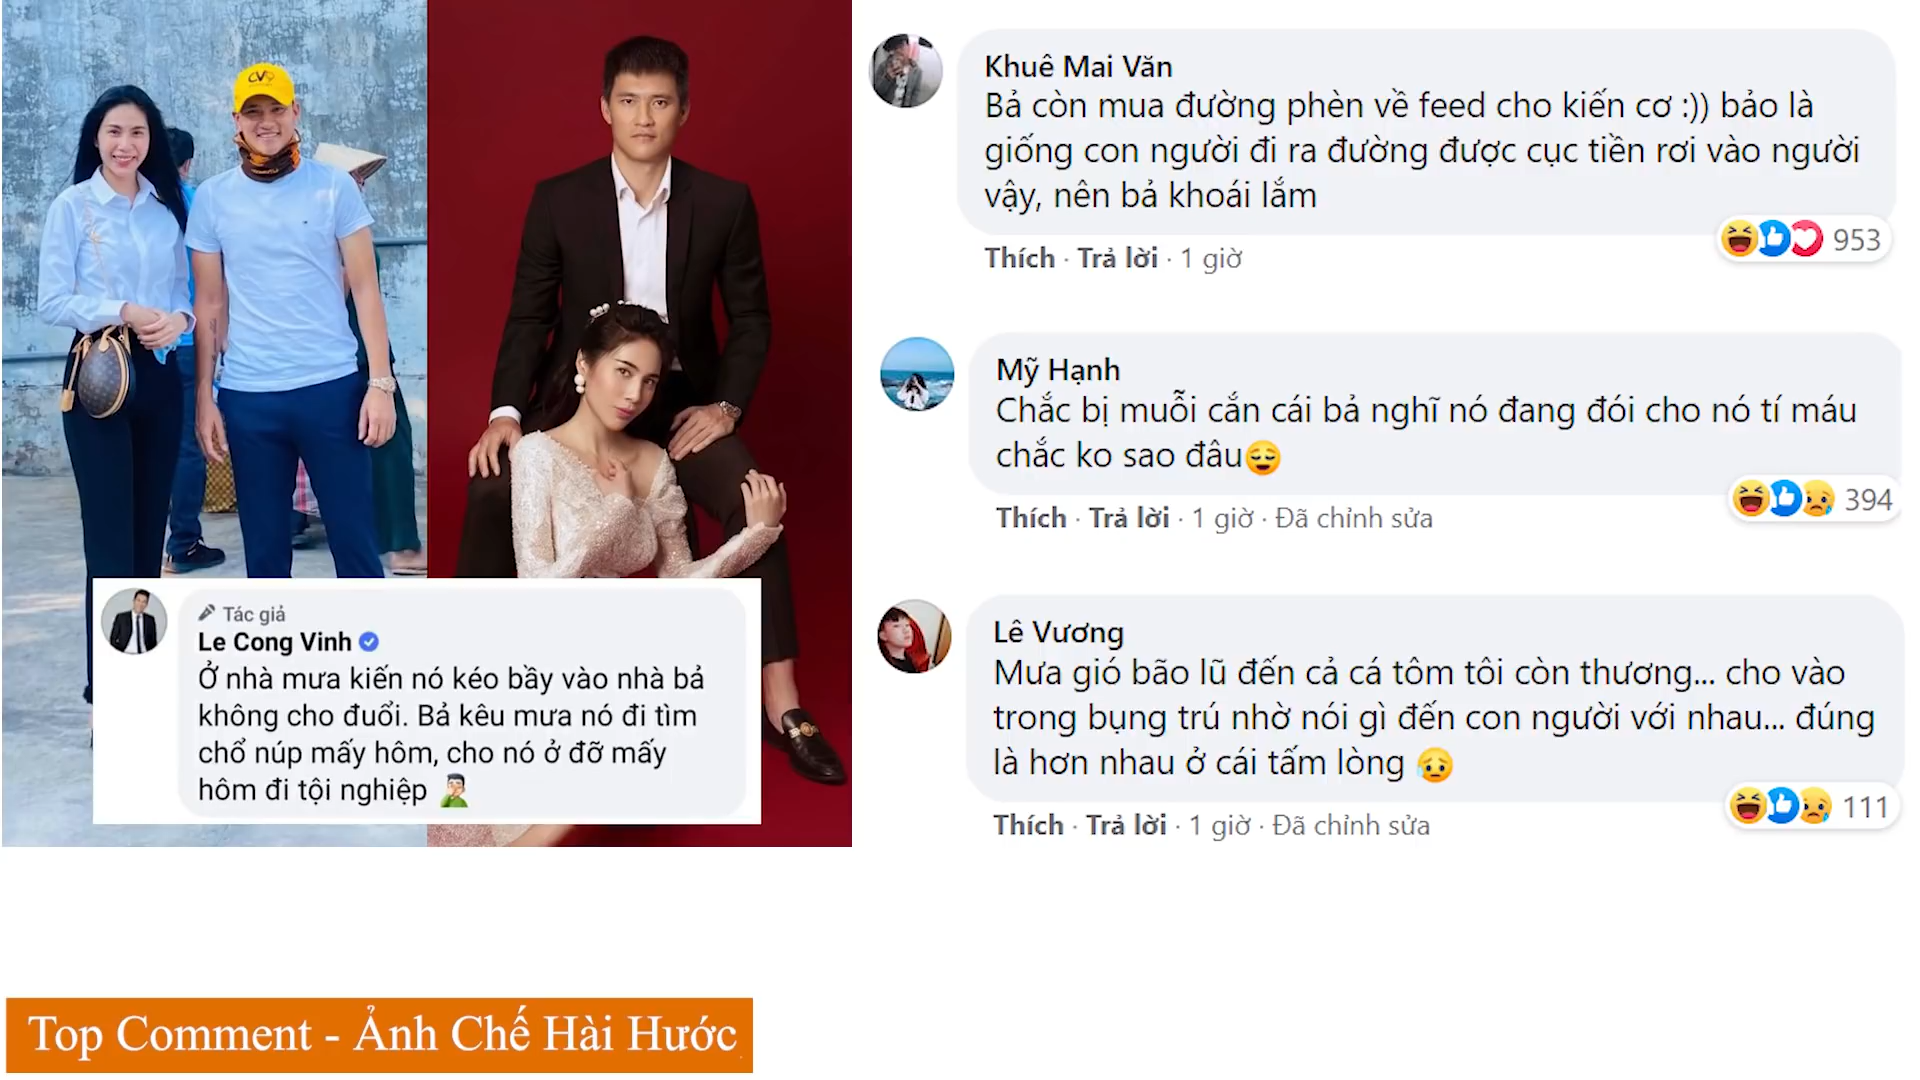 CV9
Tác giả
Le Cong Vinh
Ở nhà mưa kiến nó kéo bầy vào nhà bả
không cho đuổi. Bả kêu mưa nó đi tìm
chổ núp mấy hôm, cho nó ở đỡ mấy
hôm đi tội nghiệp
Khuê Mai Văn
Bả còn mua đường phèn về feed cho kiến cơ :)) bảo là
giống con người đi ra đường được cục tiền rơi vào người
vậy, nên bả khoái lắm
953
Thích · Trả lời · 1 giờ
Mỹ Hạnh
Chắc bị muỗi cắn cái bả nghĩ nó đang đói cho nó tí máu
chắc ko sao đâu😌
394
Thích · Trả lời · 1 giờ · Đã chỉnh sửa
Lê Vương
Mưa gió bão lũ đến cả cá tôm tôi còn thương... cho vào
trong bụng trú nhờ nói gì đến con người với nhau... đúng
là hơn nhau ở cái tấm lòng 😥
111
Thích · Trả lời · 1 giờ · Đã chỉnh sửa
Top Comment - Ảnh Chế Hài Hước